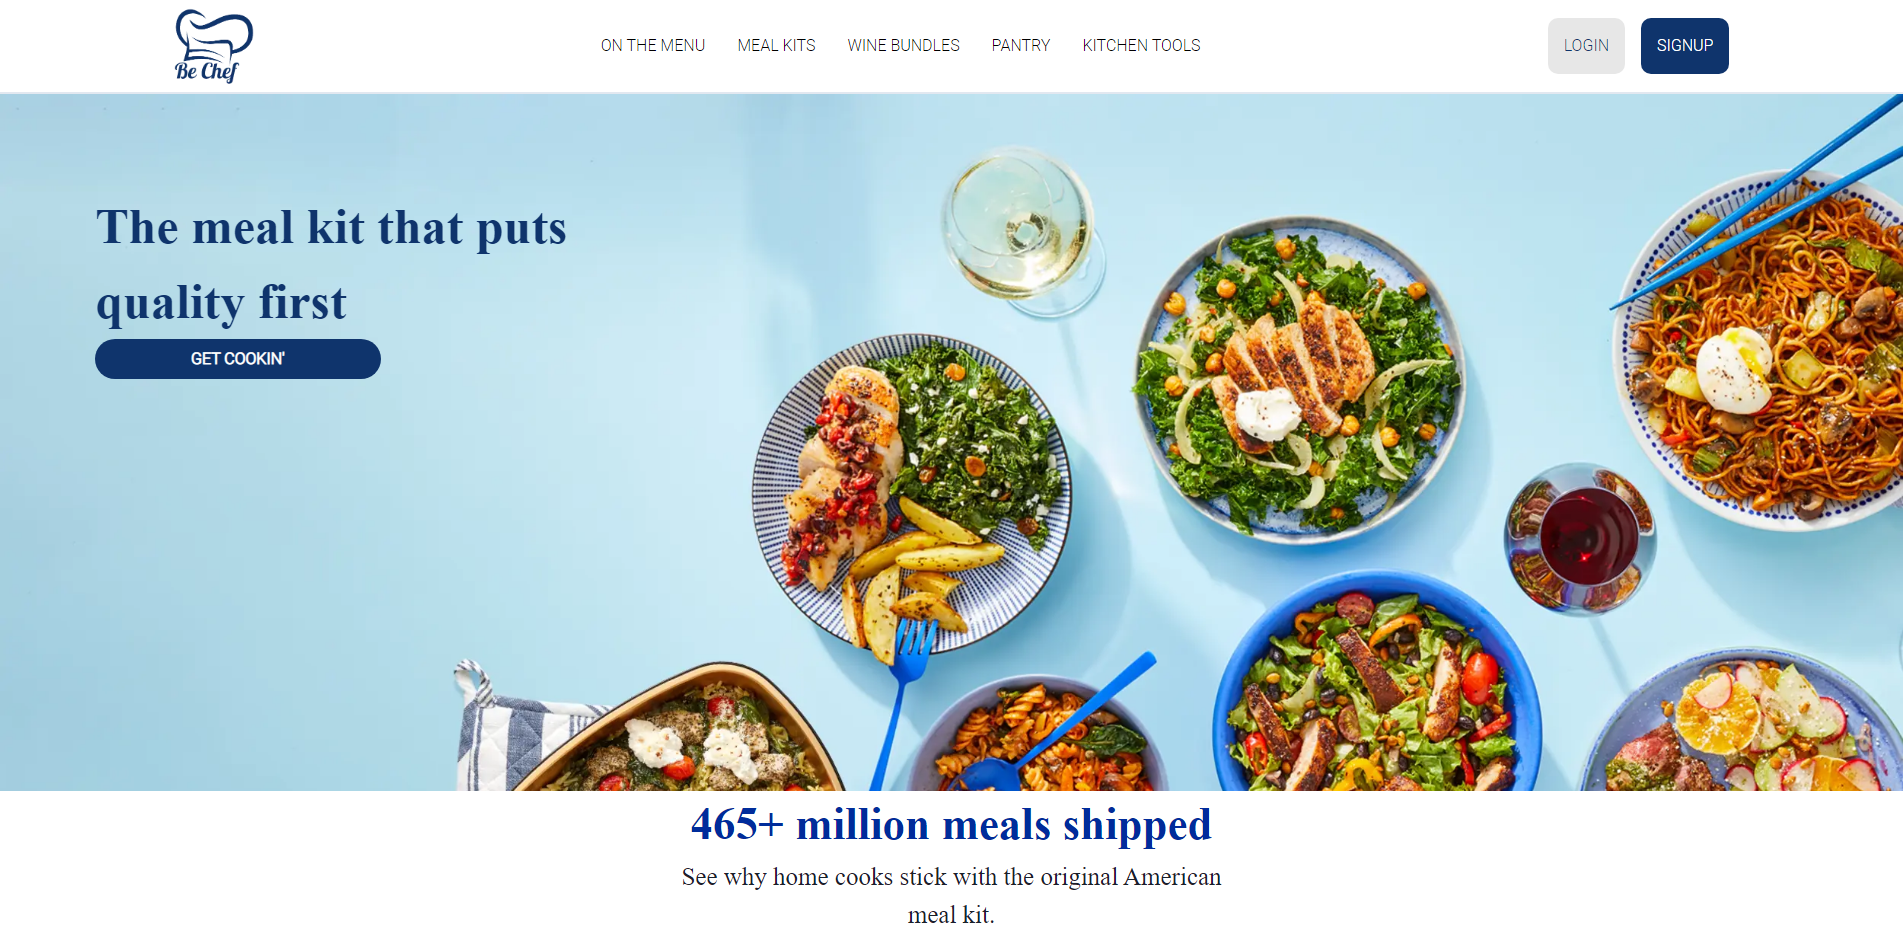 Be Chef
ON THE MENU
MEAL KITS
WINE BUNDLES
PANTRY
KITCHEN TOOLS
LOGIN
SIGNUP
The meal kit that puts
quality first
GET COOKIN'
465+ million meals shipped
See why home cooks stick with the original American
meal kit.